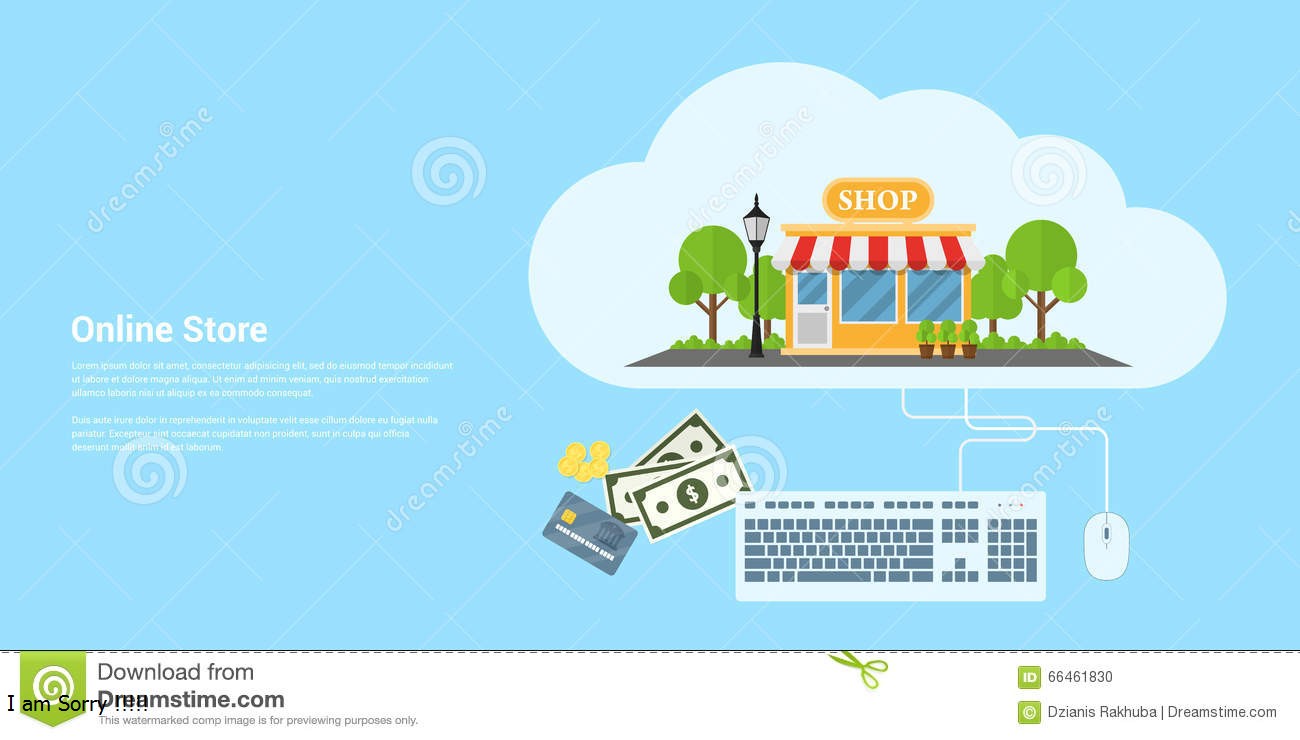 dreamstime
dreamstime
SHOP
Online Store
Lorem ipsum dolor sit amet, consectetur adipisicing elit, sed do eiusmod tempor incididunt
ut labore et dolore magna aliqua. Ut enim ad minim veniam, quis nostrud exercitation
ullamco laboris nisi ut aliquip ex ea commodo consequat.
Duis aute irure dolor in reprehenderit in voluptate velit esse cillum dolore eu fugiat nulla
pariatur. Excepteur sint occaecat cupidatat non proident, sunt in culpa qui officia
deserunt mollit anim id est laborum.
dreamstime
dreamstime
$
Download from
Dreamstime.com
I am Sorry !!!!!
This watermarked comp image is for previewing purposes only.
ID 66461830
© Dzianis Rakhuba | Dreamstime.com